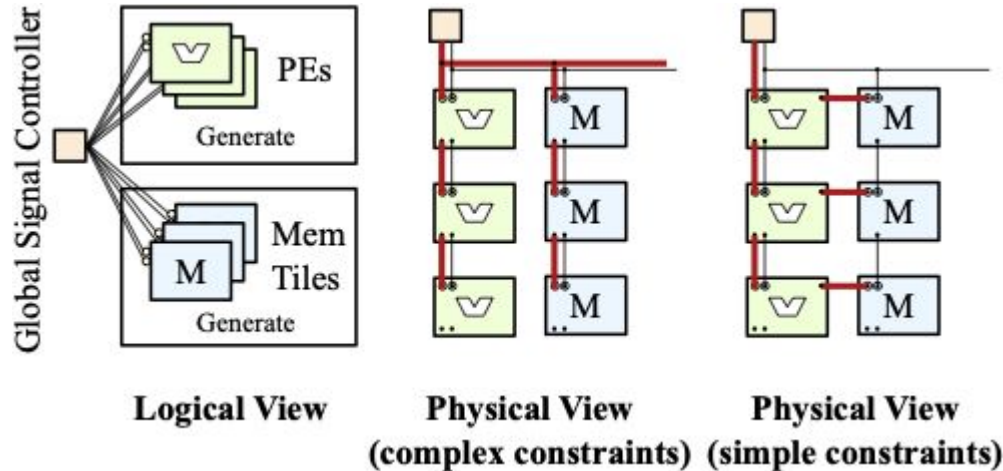 Global Signal Controller
PEs
Generate
M
Mem
Tiles
Generate
Logical View
M
M
M
Physical View
(complex constraints)
M
M
M
Physical View
(simple constraints)